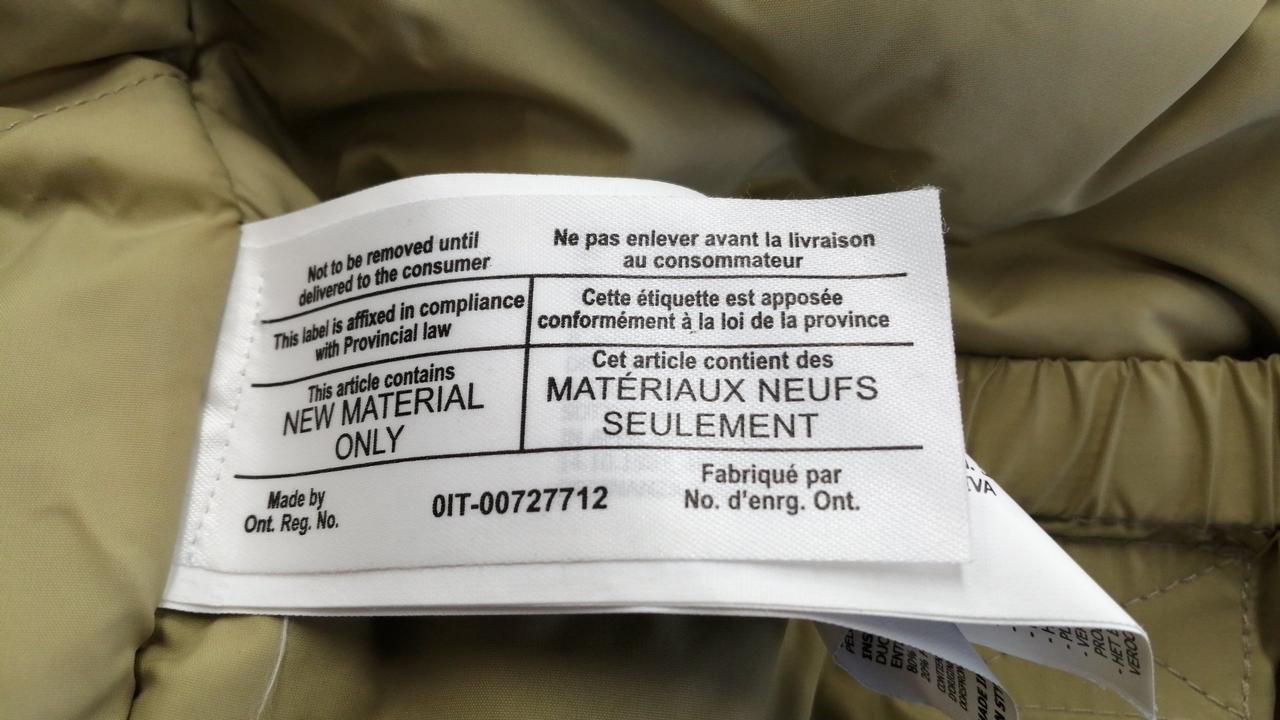 Not to be removed until
delivered to the consumer
Ne pas enlever avant la livraison
au consommateur
This label is affixed in compliance
with Provincial law
Cette étiquette est apposée
conformément à la loi de la province
This article contains
NEW MATERIAL
ONLY
Cet article contient des
MATÉRIAUX NEUFS
SEULEMENT
Made by
Ont. Reg. No.
0IT-00727712
Fabriqué par
No. d'enrg. Ont.